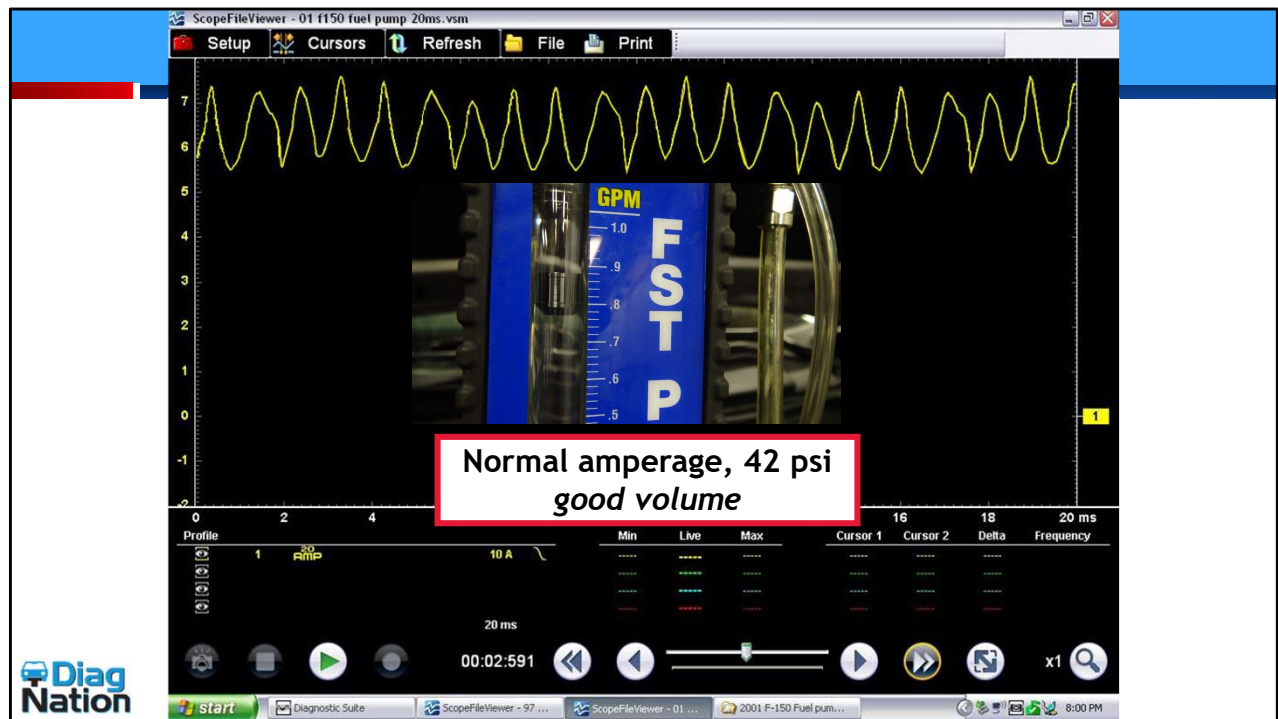 ScopeFileViewer - 01 f150 fuel pump 20ms.vsm
Setup Cursors Refresh File Print
7
6
5
4
3
2
1
0
-1
-2
GPM
1.0
.9
.8
.7
.6
.5
FST P
1
Normal amperage, 42 psi
good volume
0 2 4 16 18 20 ms
Profile Min Live Max Cursor 1 Cursor 2 Delta Frequency
1 20 AMP 10 A ----- ----- ----- ----- ----- -----
----- ----- ----- ----- ----- -----
----- ----- ----- ----- ----- -----
----- ----- ----- ----- ----- -----
20 ms
00:02:591 x1
Diag
Nation
start Diagnostic Suite ScopeFileViewer - 97 ... ScopeFileViewer - 01 ... 2001 F-150 Fuel pum... 8:00 PM